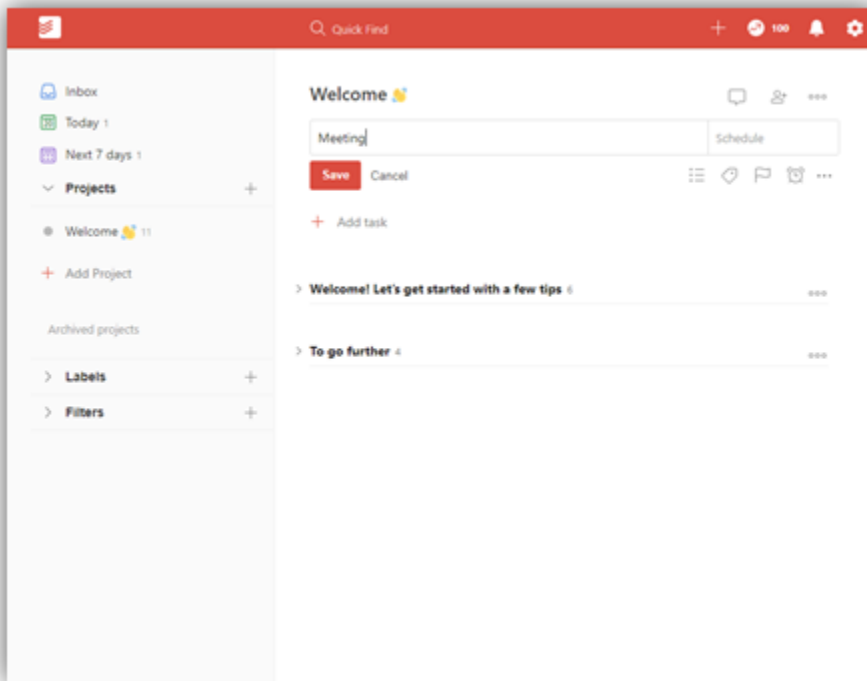 Quick Find
100
Inbox
Today 1
Next 7 days 1
Projects
Welcome 👋 11
Add Project
Archived projects
Labels
Filters
Welcome 👋
Meeting
Schedule
Save Cancel
Add task
Welcome! Let's get started with a few tips 6
To go further 4